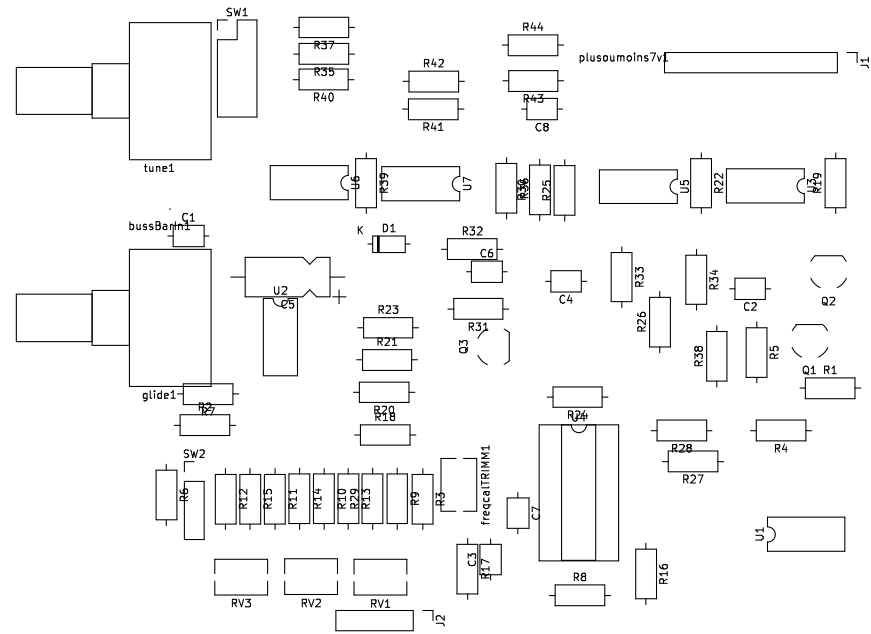 SW1
R44
R37
plusoumoins7v1
J1
R35
R42
R40
R43
R41
C8
tune1
U6
R39
U7
R30
R36
R25
U5
R22
U3
R19
bussBarIn1
C1
K
D1
R32
C6
U2
C5
C4
R33
R34
C2
Q2
R23
R31
R26
R21
Q3
R38
R5
Q1
R1
glide1
R2
R7
R20
R18
R24
U4
R28
R4
R27
SW2
R6
R12
R15
R11
R14
R10
R29
R13
R9
R3
freqcalTRIMM1
C7
U1
C3
R17
R8
R16
RV3
RV2
RV1
J2